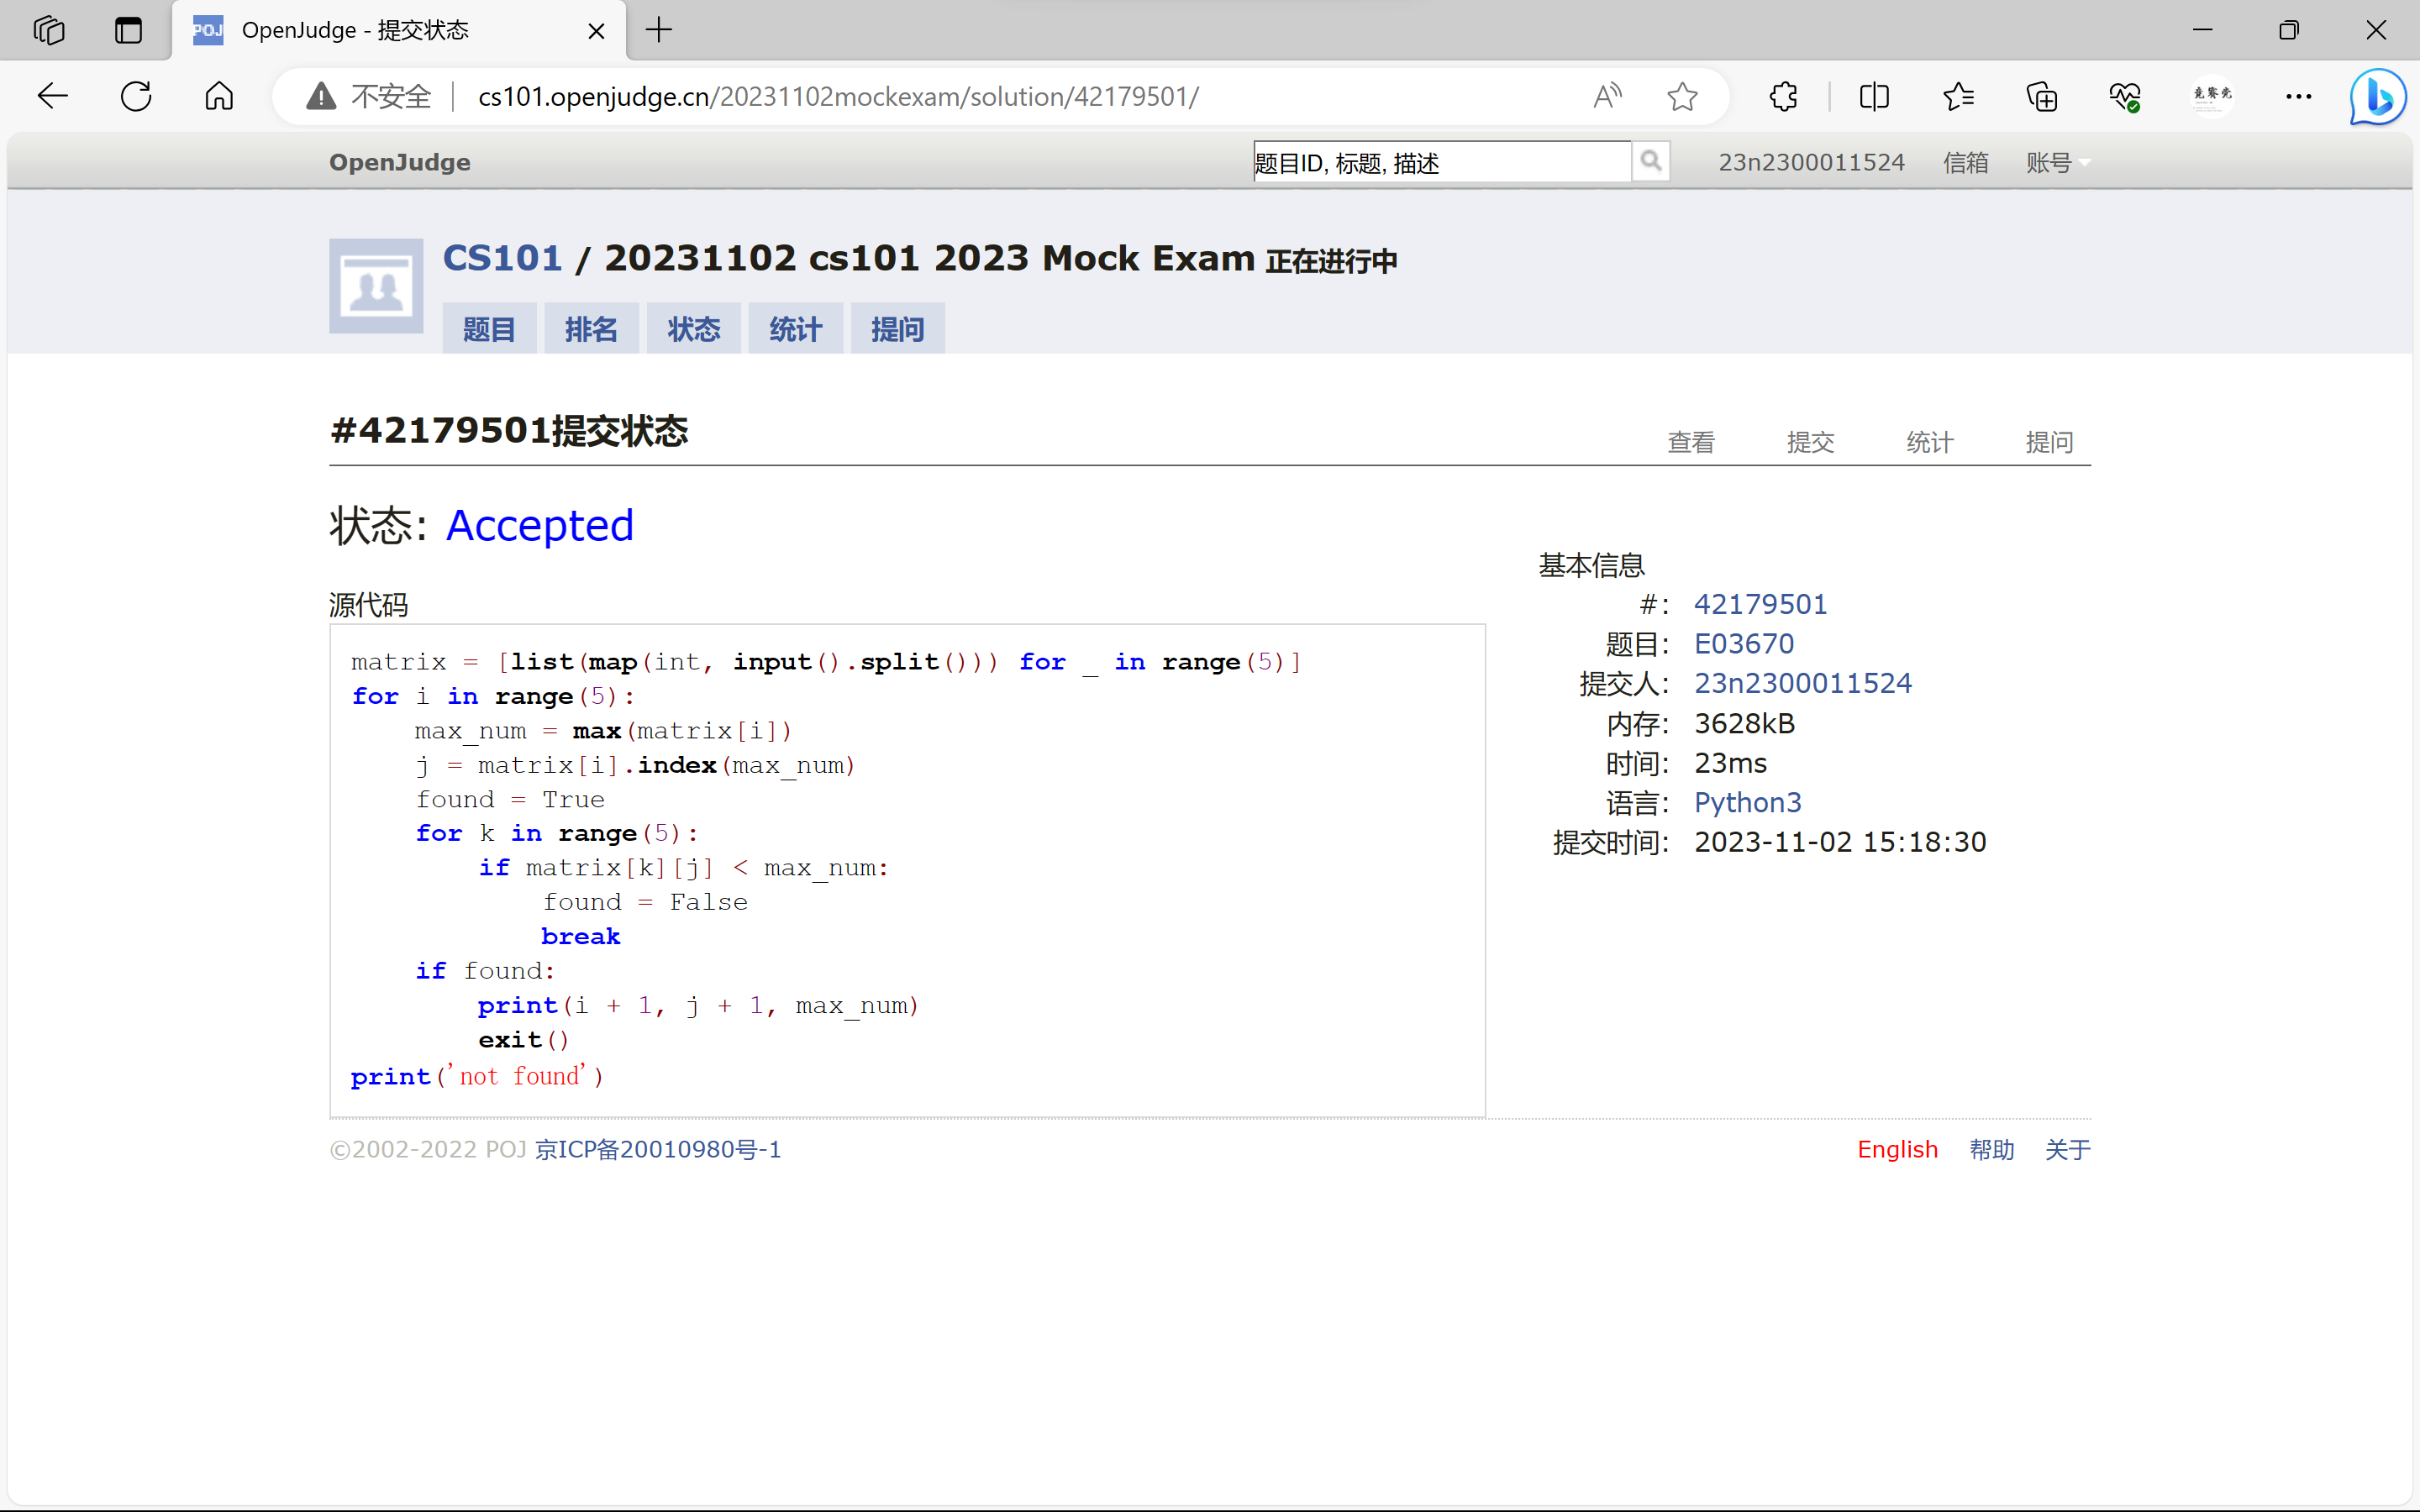 POJ OpenJudge - 提交状态
不安全 cs101.openjudge.cn/20231102mockexam/solution/42179501/
竞赛党
OpenJudge 题目ID, 标题, 描述 23n2300011524 信箱 账号
CS101 / 20231102 cs101 2023 Mock Exam 正在进行中
题目 排名 状态 统计 提问
#42179501提交状态 查看 提交 统计 提问
状态: Accepted
源代码
matrix = [list(map(int, input().split())) for _ in range(5)]
for i in range(5):
    max_num = max(matrix[i])
    j = matrix[i].index(max_num)
    found = True
    for k in range(5):
        if matrix[k][j] < max_num:
            found = False
            break
    if found:
        print(i + 1, j + 1, max_num)
        exit()
print('not found')
基本信息
#: 42179501
题目: E03670
提交人: 23n2300011524
内存: 3628kB
时间: 23ms
语言: Python3
提交时间: 2023-11-02 15:18:30
©2002-2022 POJ 京ICP备20010980号-1 English 帮助 关于